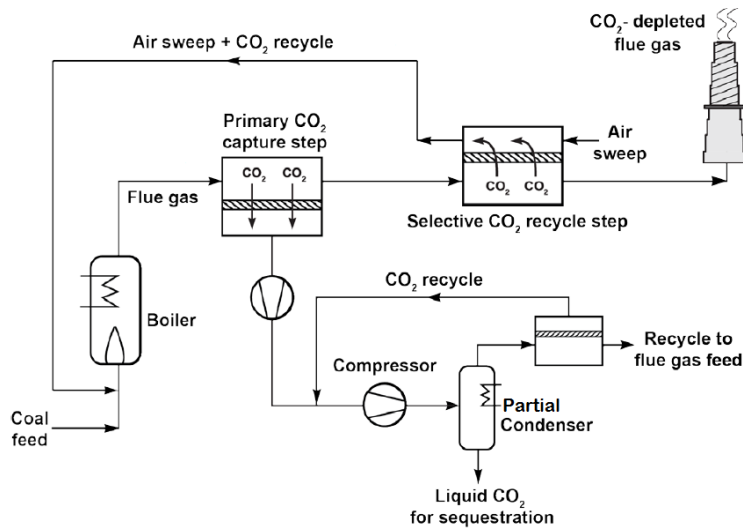 CO₂- depleted
flue gas
Air sweep + CO₂ recycle
Primary CO₂
capture step
Air
sweep
CO₂ CO₂
CO₂ CO₂
Flue gas
Selective CO₂ recycle step
CO₂ recycle
Boiler
Recycle to
flue gas feed
Compressor
Partial
Condenser
Coal
feed
Liquid CO₂
for sequestration